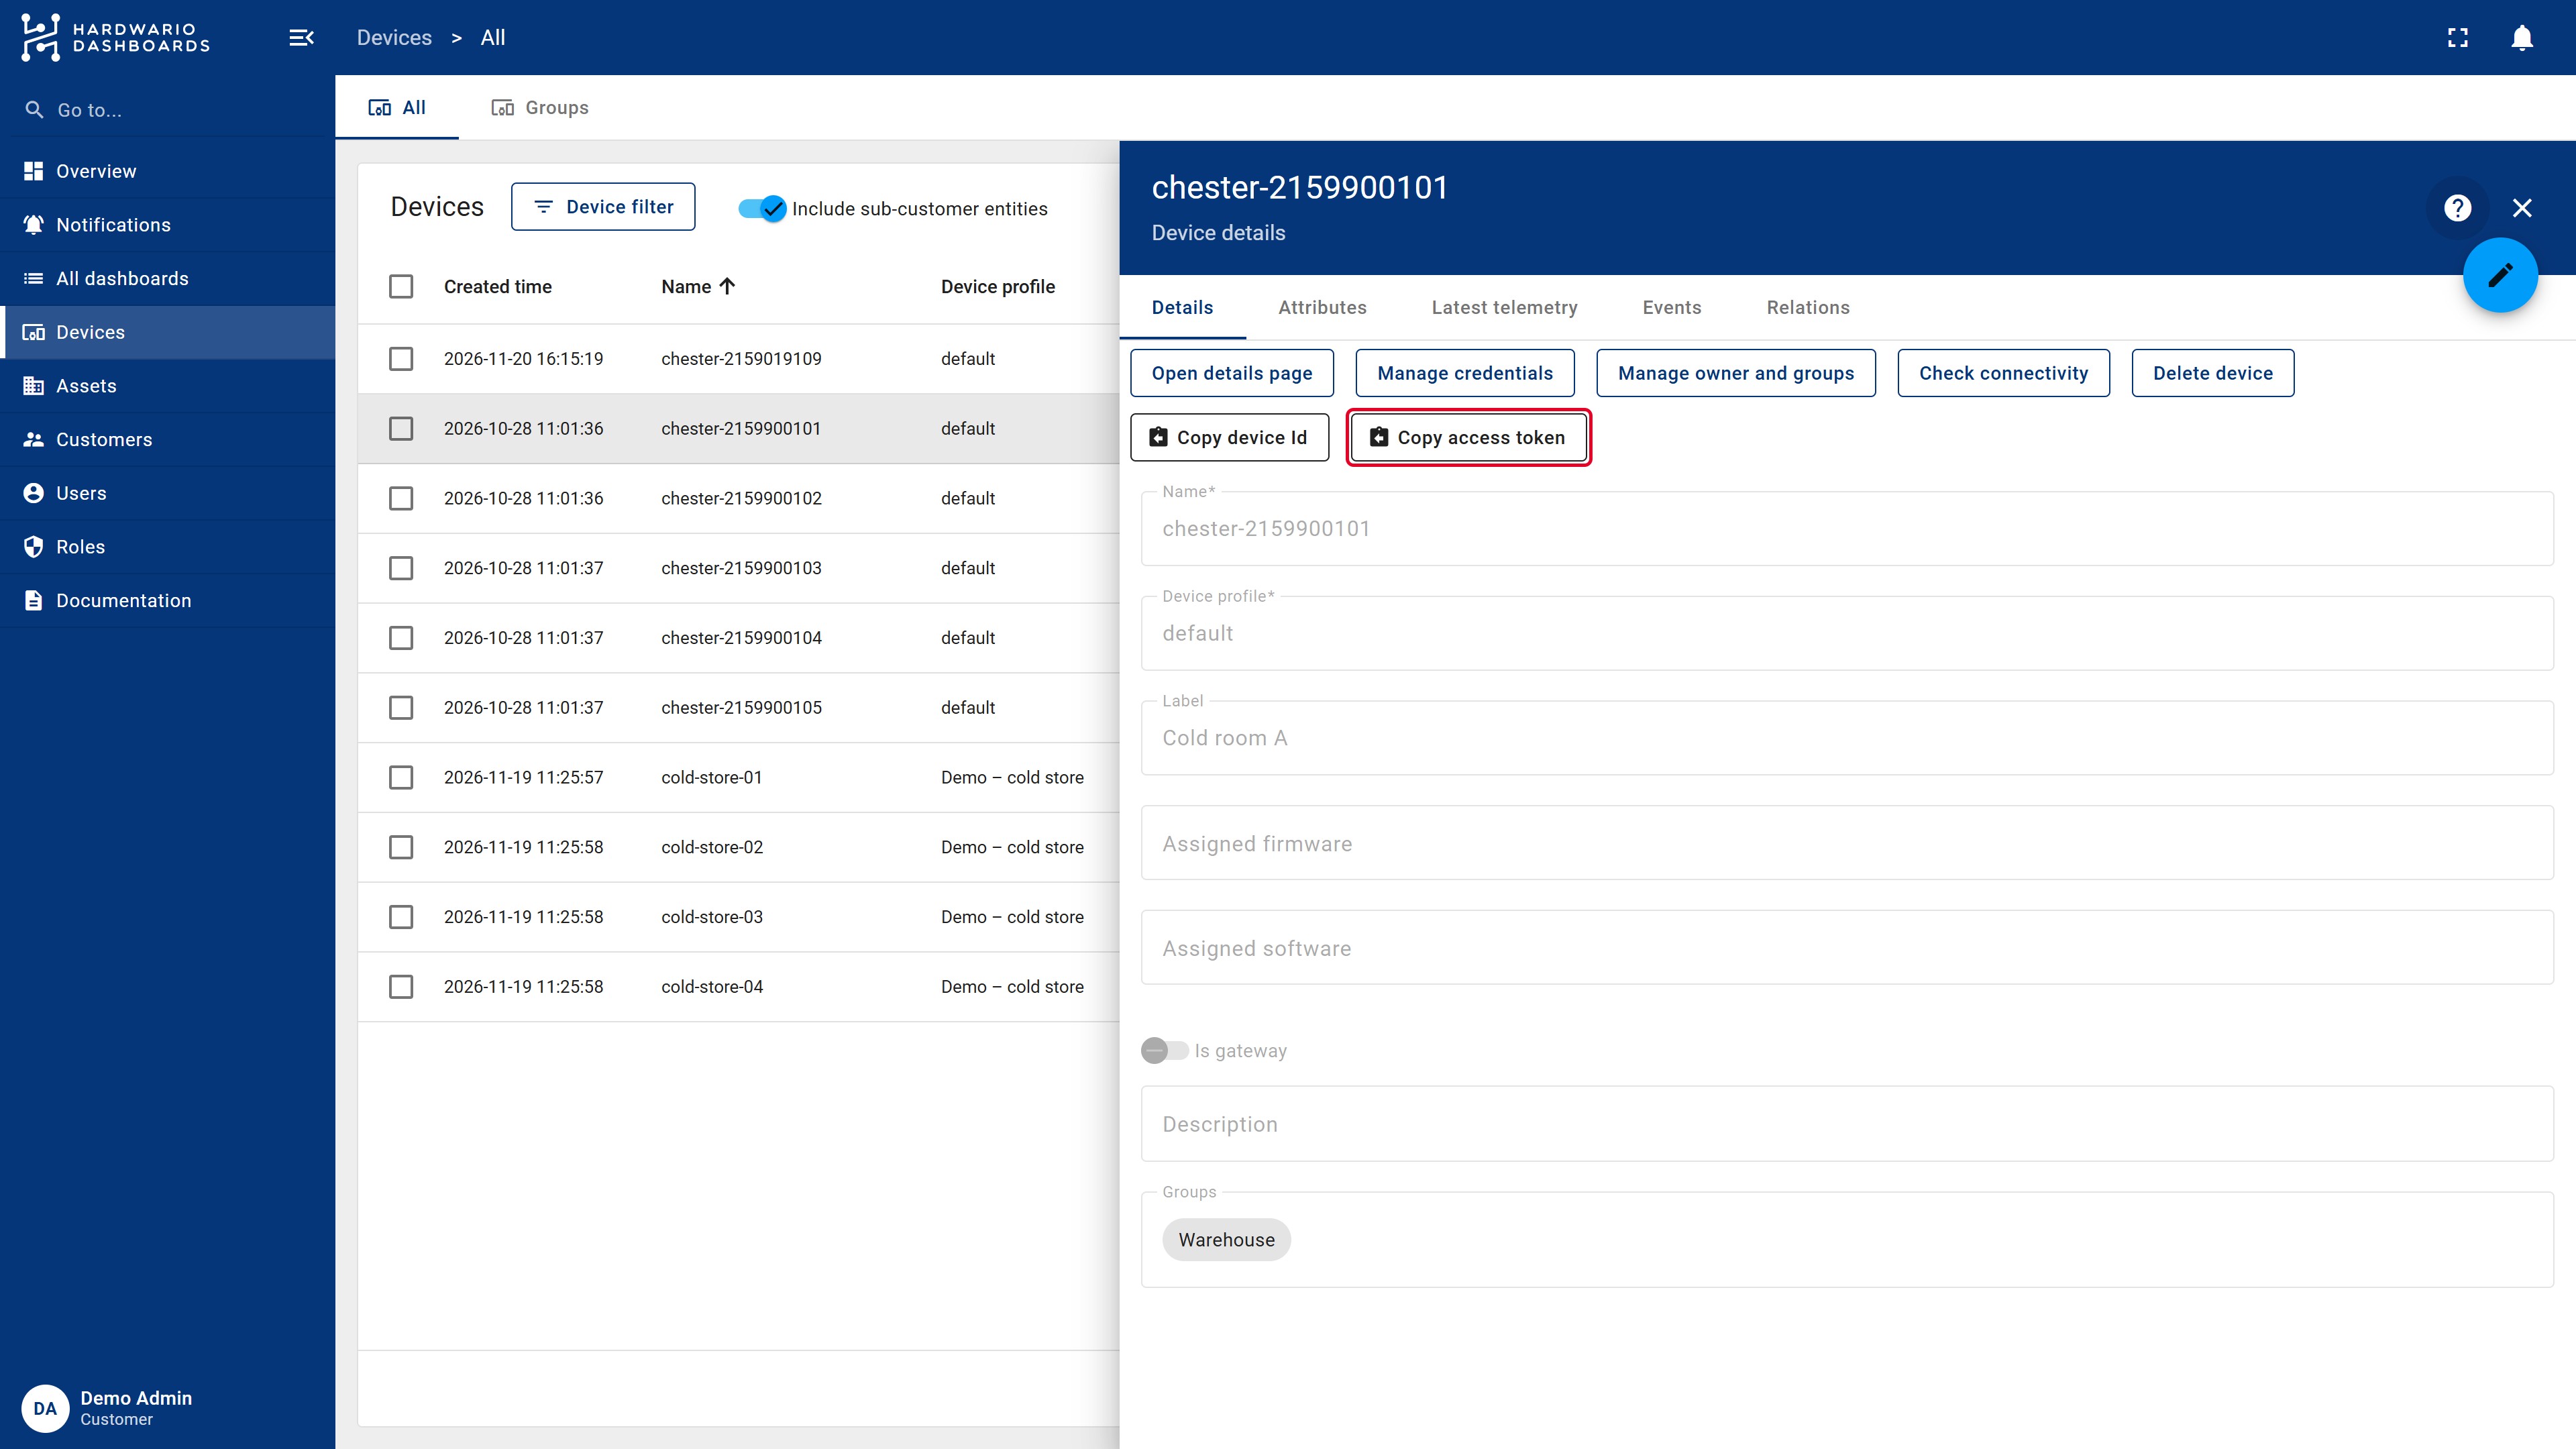 HARDWARIO
DASHBOARDS
Devices > All
Go to...
Overview
Notifications
All dashboards
Devices
Assets
Customers
Users
Roles
Documentation
DA
Demo Admin
Customer
All
Groups
Devices
Device filter
Include sub-customer entities
Created time Name Device profile
2026-11-20 16:15:19 chester-2159019109 default
2026-10-28 11:01:36 chester-2159900101 default
2026-10-28 11:01:36 chester-2159900102 default
2026-10-28 11:01:37 chester-2159900103 default
2026-10-28 11:01:37 chester-2159900104 default
2026-10-28 11:01:37 chester-2159900105 default
2026-11-19 11:25:57 cold-store-01 Demo – cold store
2026-11-19 11:25:58 cold-store-02 Demo – cold store
2026-11-19 11:25:58 cold-store-03 Demo – cold store
2026-11-19 11:25:58 cold-store-04 Demo – cold store
chester-2159900101
Device details
Details Attributes Latest telemetry Events Relations
Open details page Manage credentials Manage owner and groups Check connectivity Delete device
Copy device Id Copy access token
Name*
chester-2159900101
Device profile*
default
Label
Cold room A
Assigned firmware
Assigned software
Is gateway
Description
Groups
Warehouse